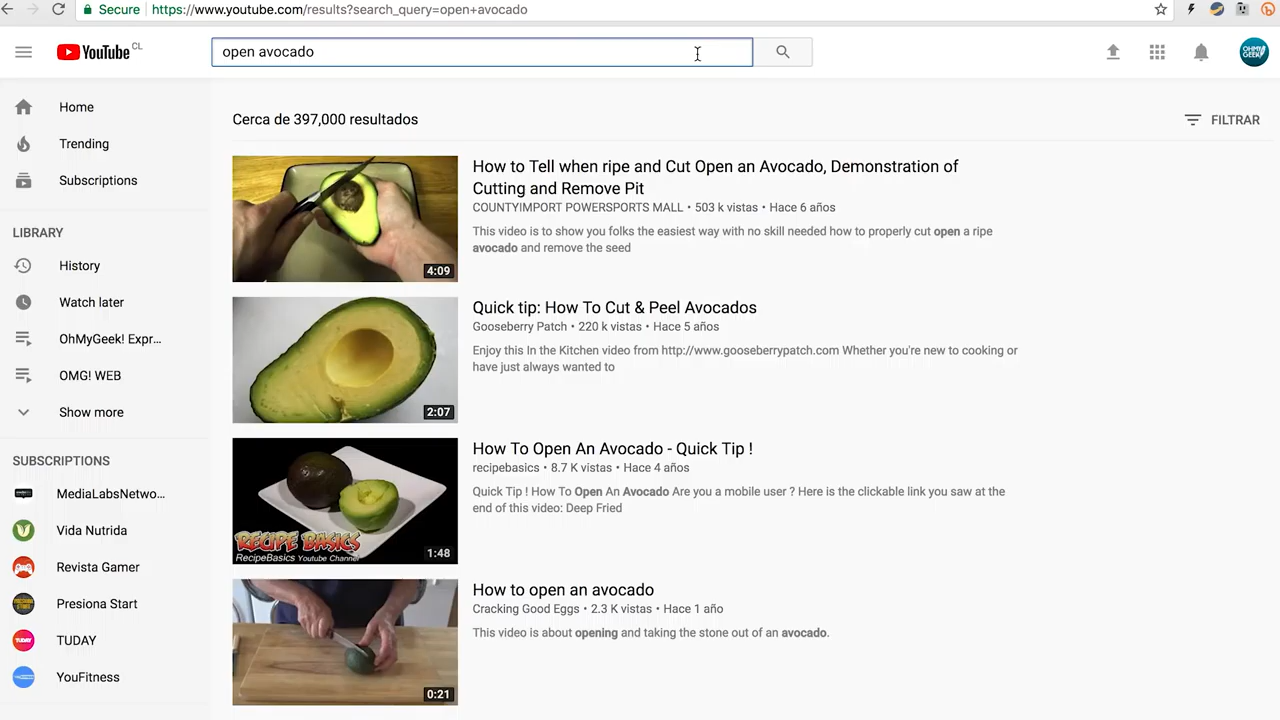 Secure https://www.youtube.com/results?search_query=open+avocado
YouTube CL
open avocado
OHMY GEEK!
Home
Trending
Subscriptions
LIBRARY
History
Watch later
OhMyGeek! Expr...
OMG! WEB
Show more
SUBSCRIPTIONS
MediaLabsNetwo...
Vida Nutrida
Revista Gamer
Presiona Start
TUDAY
TUDAY
YouFitness
Cerca de 397,000 resultados
FILTRAR
4:09
How to Tell when ripe and Cut Open an Avocado, Demonstration of
Cutting and Remove Pit
COUNTYIMPORT POWERSPORTS MALL • 503 k vistas • Hace 6 años
This video is to show you folks the easiest way with no skill needed how to properly cut open a ripe
avocado and remove the seed
2:07
Quick tip: How To Cut & Peel Avocados
Gooseberry Patch • 220 k vistas • Hace 5 años
Enjoy this In the Kitchen video from http://www.gooseberrypatch.com Whether you're new to cooking or
have just always wanted to
RECIPE BASICS
RecipeBasics Youtube Channel
1:48
How To Open An Avocado - Quick Tip !
recipebasics • 8.7 K vistas • Hace 4 años
Quick Tip ! How To Open An Avocado Are you a mobile user ? Here is the clickable link you saw at the
end of this video: Deep Fried
0:21
How to open an avocado
Cracking Good Eggs • 2.3 K vistas • Hace 1 año
This video is about opening and taking the stone out of an avocado.